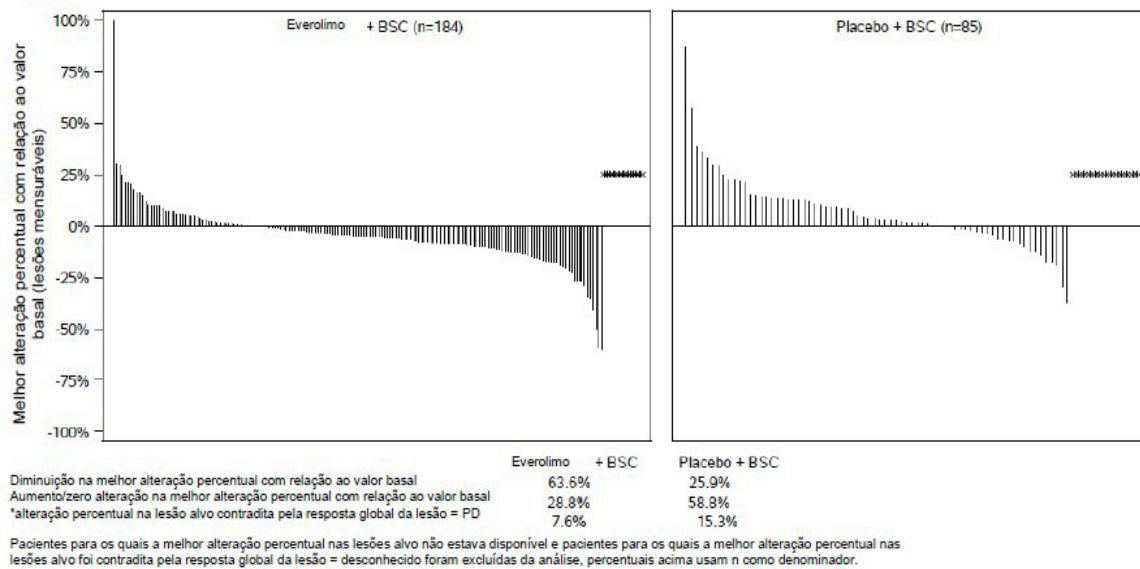 Everolimo + BSC (n=184)
Placebo + BSC (n=85)
Melhor alteração percentual com relação ao valor
basal (lesões mensuráveis)
100%
75%
50%
25%
0%
-25%
-50%
-75%
-100%
Everolimo + BSC Placebo + BSC
Diminuição na melhor alteração percentual com relação ao valor basal 63.6% 25.9%
Aumento/zero alteração na melhor alteração percentual com relação ao valor basal 28.8% 58.8%
*alteração percentual na lesão alvo contradita pela resposta global da lesão = PD 7.6% 15.3%
Pacientes para os quais a melhor alteração percentual nas lesões alvo não estava disponível e pacientes para os quais a melhor alteração percentual nas
lesões alvo foi contradita pela resposta global da lesão = desconhecido foram excluídas da análise, percentuais acima usam n como denominador.